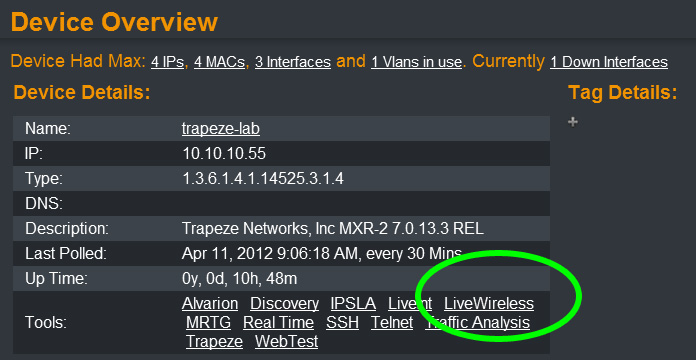 Device Overview
Device Had Max: 4 IPs, 4 MACs, 3 Interfaces and 1 Vlans in use. Currently 1 Down Interfaces
Device Details:
Tag Details:
+
Name: trapeze-lab
IP: 10.10.10.55
Type: 1.3.6.1.4.1.14525.3.1.4
DNS:
Description: Trapeze Networks, Inc MXR-2 7.0.13.3 REL
Last Polled: Apr 11, 2012 9:06:18 AM, every 30 Mins
Up Time: 0y, 0d, 10h, 48m
Tools:
Alvarion Discovery IPSLA LiveInt LiveWireless
MRTG Real Time SSH Telnet Traffic Analysis
Trapeze WebTest